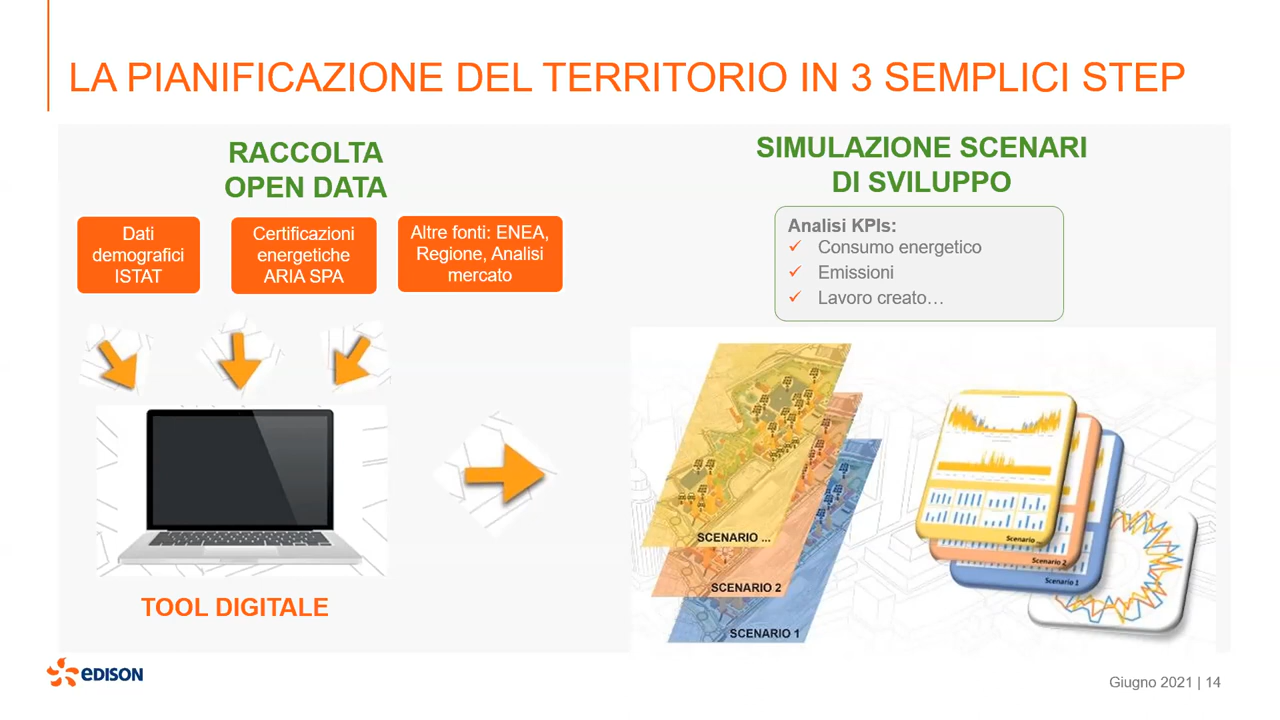 LA PIANIFICAZIONE DEL TERRITORIO IN 3 SEMPLICI STEP
RACCOLTA
OPEN DATA
Dati
demografici
ISTAT
Certificazioni
energetiche
ARIA SPA
Altre fonti: ENEA,
Regione, Analisi
mercato
TOOL DIGITALE
SIMULAZIONE SCENARI
DI SVILUPPO
Analisi KPIs:
✓ Consumo energetico
✓ Emissioni
✓ Lavoro creato…
SCENARIO ...
SCENARIO 2
SCENARIO 1
Scenario ...
Scenario 2
Scenario 1
EDISON
Giugno 2021 | 14